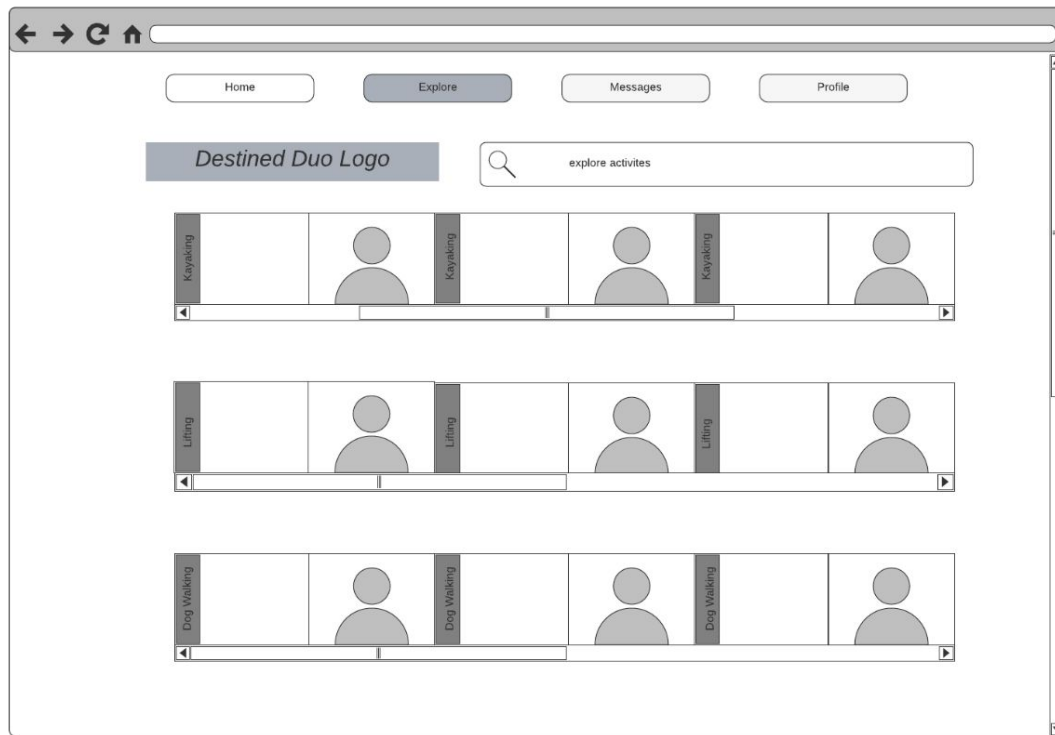 Home
Explore
Messages
Profile
Destined Duo Logo
explore activites
Kayaking
Kayaking
Kayaking
Lifting
Lifting
Lifting
Dog Walking
Dog Walking
Dog Walking